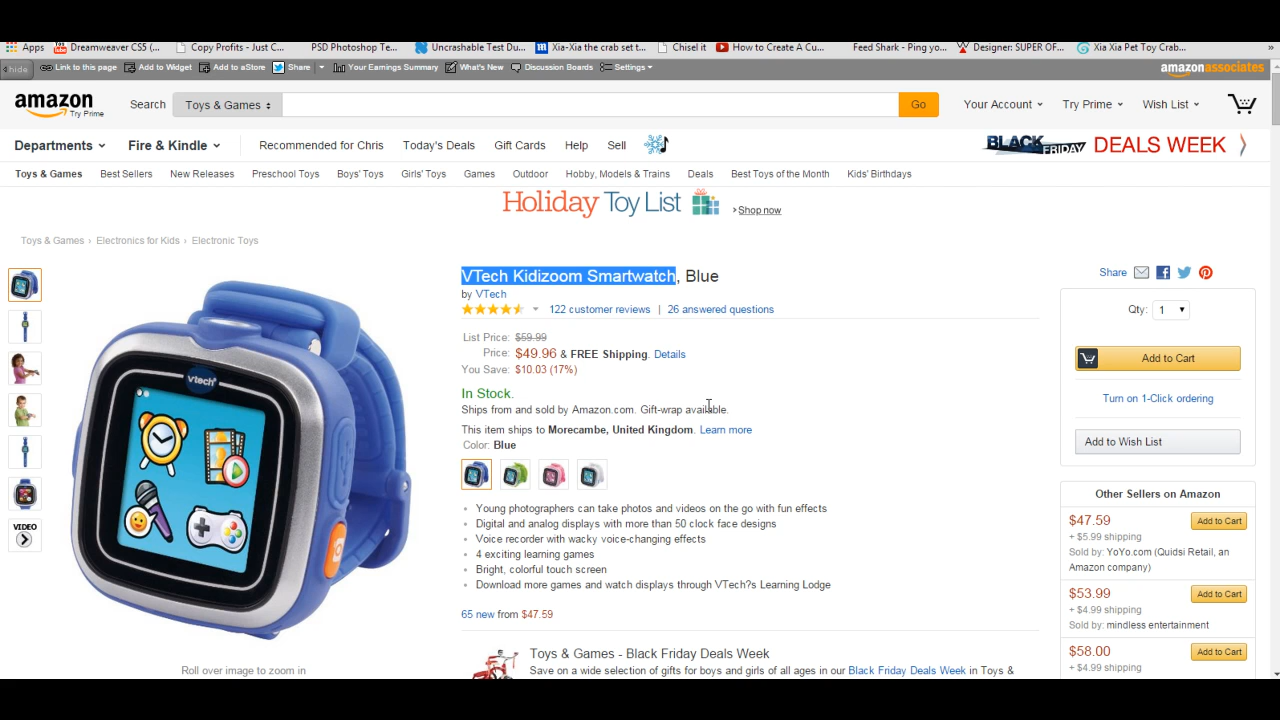 Apps Dreamweaver CS5 (... Copy Profits - Just C... PSD Photoshop Te... Uncrashable Test Du... Xia-Xia the crab set t... Chisel it How to Create A Cu... Feed Shark - Ping yo... Designer: SUPER OF... Xia Xia Pet Toy Crab... »
hide Link to this page Add to Widget Add to aStore Share Your Earnings Summary What's New Discussion Boards Settings amazonassociates
amazon Try Prime Search Toys & Games Go Your Account Try Prime Wish List
Departments Fire & Kindle Recommended for Chris Today's Deals Gift Cards Help Sell BLACK FRIDAY DEALS WEEK
Toys & Games Best Sellers New Releases Preschool Toys Boys' Toys Girls' Toys Games Outdoor Hobby, Models & Trains Deals Best Toys of the Month Kids' Birthdays
Holiday Toy List › Shop now
Toys & Games › Electronics for Kids › Electronic Toys
VTech Kidizoom Smartwatch, Blue
by VTech
122 customer reviews | 26 answered questions
List Price: $59.99
Price: $49.96 & FREE Shipping. Details
You Save: $10.03 (17%)
In Stock.
Ships from and sold by Amazon.com. Gift-wrap available.
This item ships to Morecambe, United Kingdom. Learn more
Color: Blue
• Young photographers can take photos and videos on the go with fun effects
• Digital and analog displays with more than 50 clock face designs
• Voice recorder with wacky voice-changing effects
• 4 exciting learning games
• Bright, colorful touch screen
• Download more games and watch displays through VTech?s Learning Lodge
65 new from $47.59
Toys & Games - Black Friday Deals Week
Save on a wide selection of gifts for boys and girls of all ages in our Black Friday Deals Week in Toys &
vtech
VIDEO
Roll over image to zoom in
Share
Qty: 1
Add to Cart
Turn on 1-Click ordering
Add to Wish List
Other Sellers on Amazon
$47.59 Add to Cart
+ $5.99 shipping
Sold by: YoYo.com (Quidsi Retail, an
Amazon company)
$53.99 Add to Cart
+ $4.99 shipping
Sold by: mindless entertainment
$58.00 Add to Cart
+ $4.99 shipping